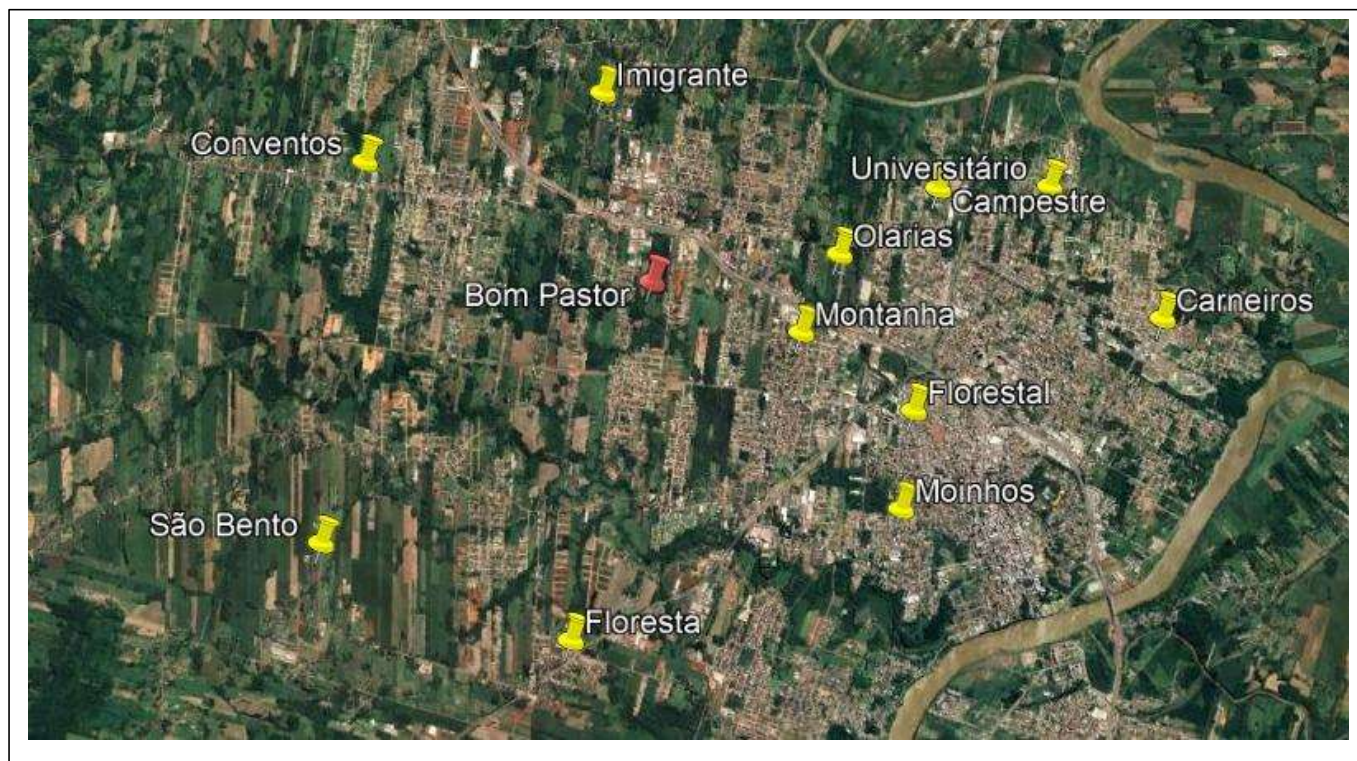 Imigrante
Conventos
Universitário
Campestre
Olarias
Bom Pastor
Montanha
Carneiros
Florestal
Moinhos
São Bento
Floresta